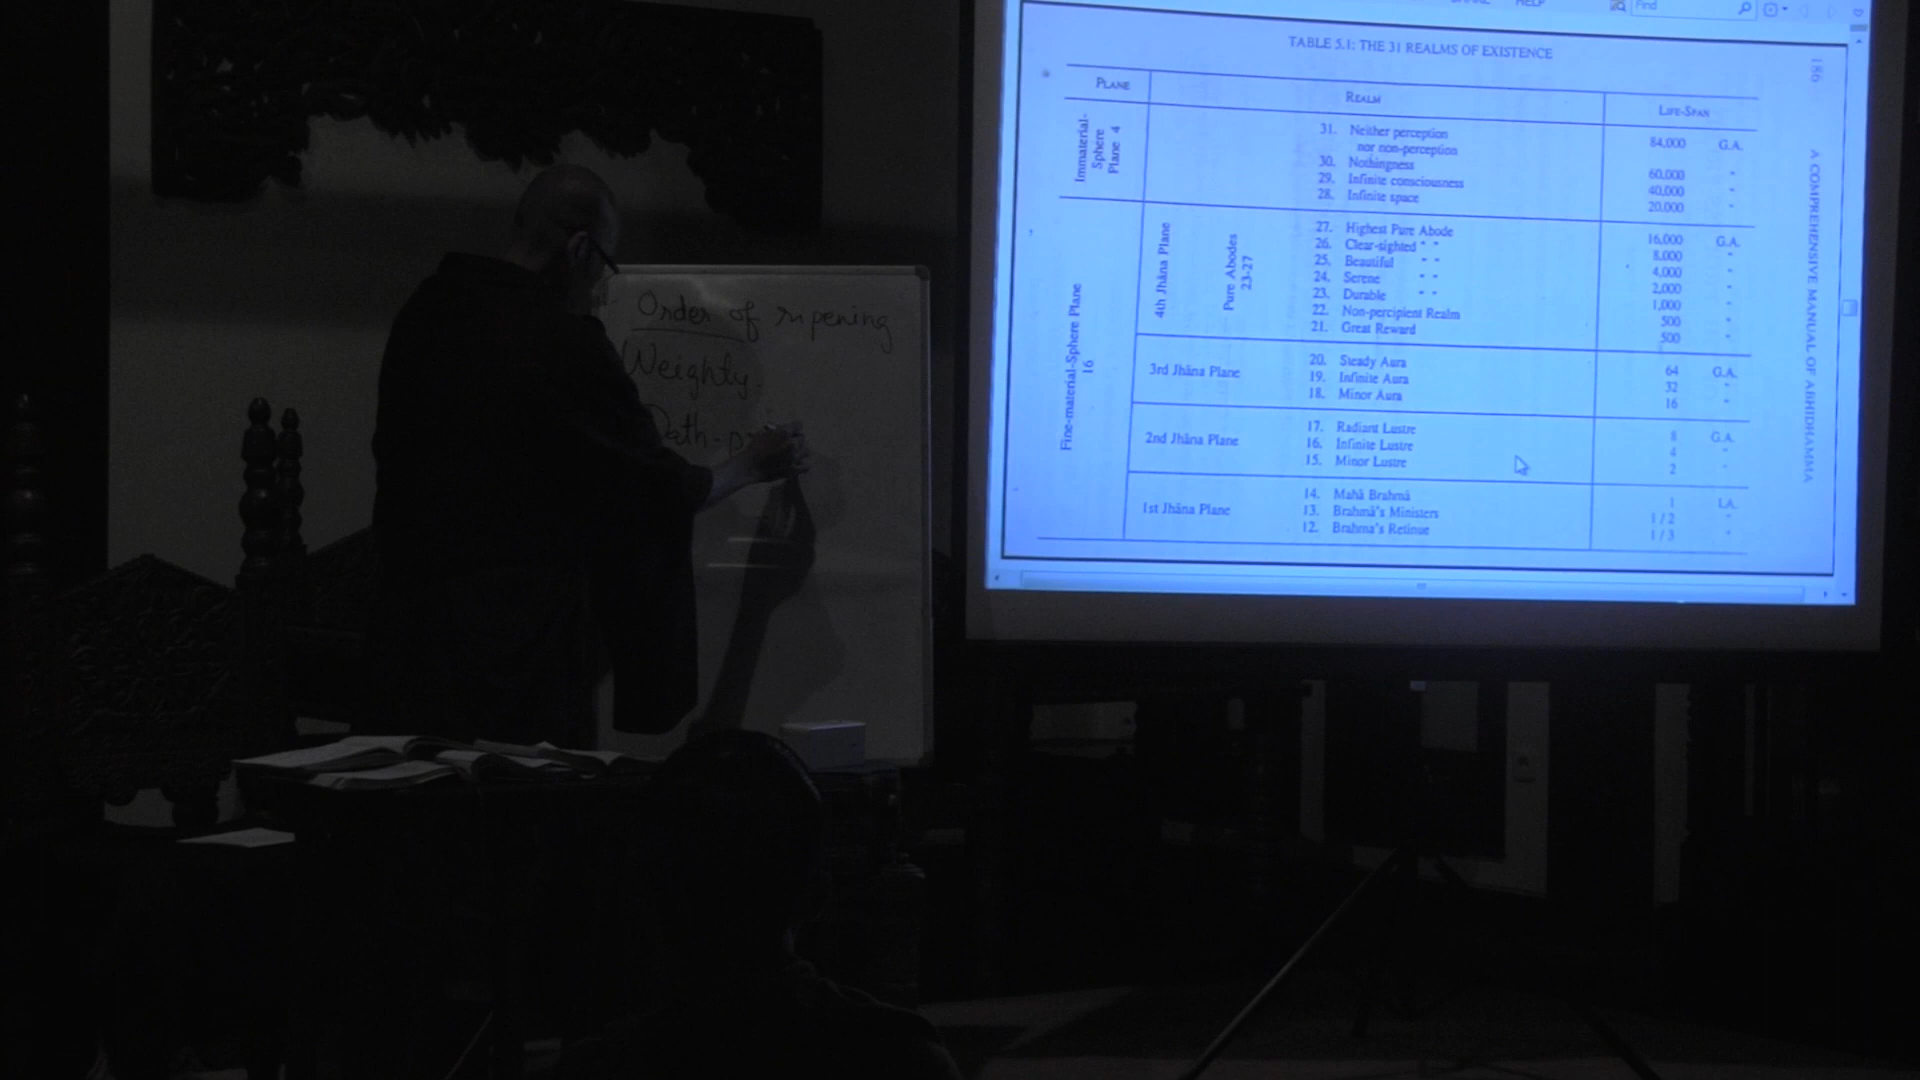 Order of ripening
Weighty
Find
HELP
TABLE 5.1: THE 31 REALMS OF EXISTENCE
186
A COMPREHENSIVE MANUAL OF ABHIDHAMMA
PLANE REALM LIFE-SPAN
Immaterial-
Sphere
Plane 4
31. Neither perception
nor non-perception 84,000 G.A.
30. Nothingness 60,000 "
29. Infinite consciousness 40,000 "
28. Infinite space 20,000 "
Fine-material-Sphere Plane
16
4th Jhāna Plane
Pure Abodes
23-27
27. Highest Pure Abode 16,000 G.A.
26. Clear-sighted " " 8,000 "
25. Beautiful " " 4,000 "
24. Serene " " 2,000 "
23. Durable " " 1,000 "
22. Non-percipient Realm 500 "
21. Great Reward 500 "
3rd Jhāna Plane
20. Steady Aura 64 G.A.
19. Infinite Aura 32 "
18. Minor Aura 16 "
2nd Jhāna Plane
17. Radiant Lustre 8 G.A.
16. Infinite Lustre 4 "
15. Minor Lustre 2 "
1st Jhāna Plane
14. Mahā Brahmā 1 I.A.
13. Brahmā's Ministers 1/2 "
12. Brahma's Retinue 1/3 "